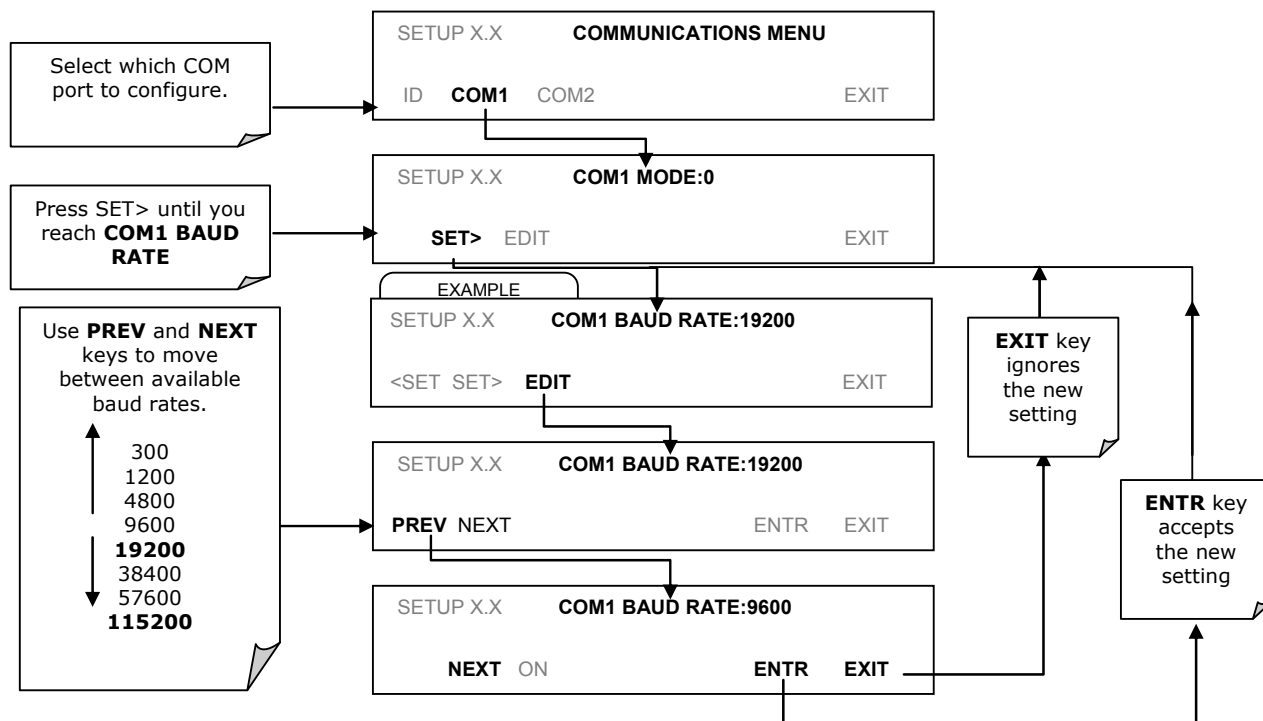 SETUP X.X COMMUNICATIONS MENU
ID COM1 COM2 EXIT
Select which COM
port to configure.
SETUP X.X COM1 MODE:0
SET> EDIT EXIT
Press SET> until you
reach COM1 BAUD
RATE
EXAMPLE
SETUP X.X COM1 BAUD RATE:19200
<SET SET> EDIT EXIT
Use PREV and NEXT
keys to move
between available
baud rates.
300
1200
4800
9600
19200
38400
57600
115200
SETUP X.X COM1 BAUD RATE:19200
PREV NEXT ENTR EXIT
SETUP X.X COM1 BAUD RATE:9600
NEXT ON ENTR EXIT
EXIT key
ignores
the new
setting
ENTR key
accepts
the new
setting